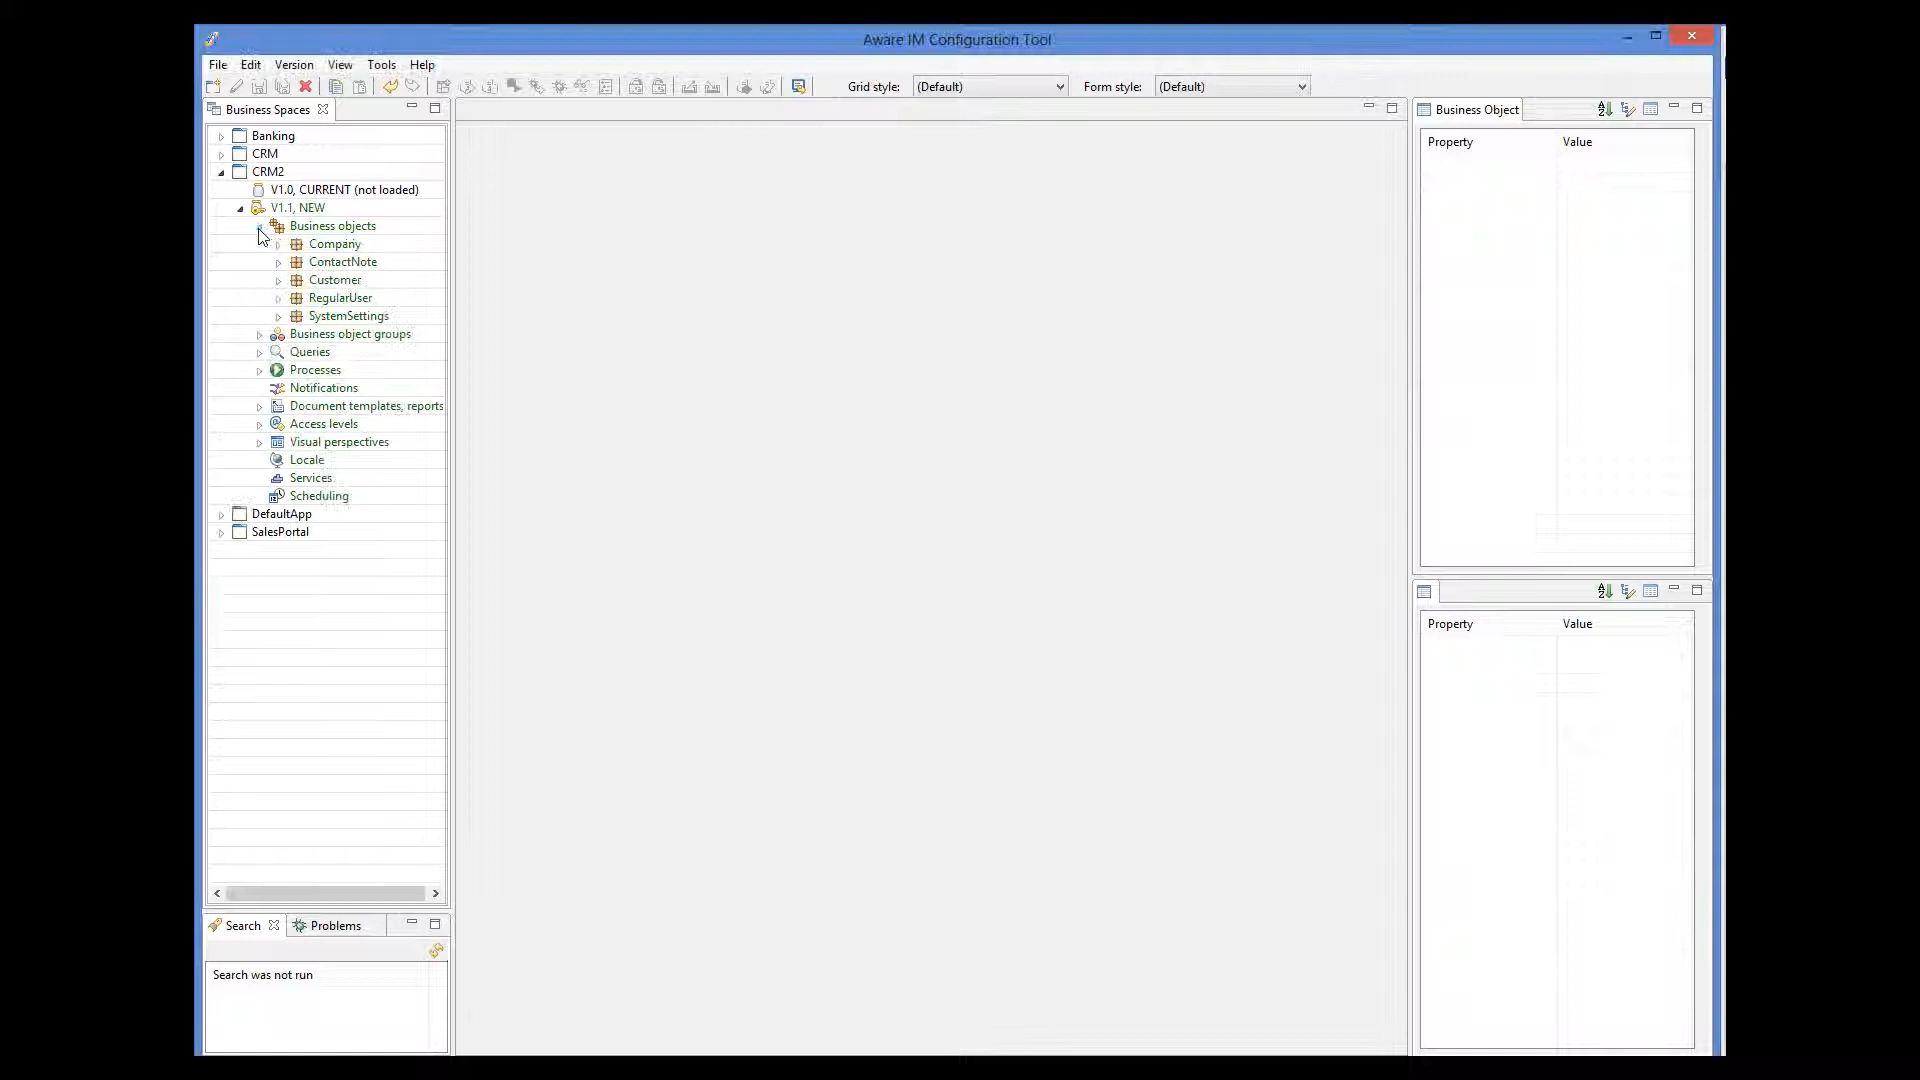 Aware IM Configuration Tool
File Edit Version View Tools Help
Grid style: (Default) Form style: (Default)
Business Spaces
Banking
CRM
CRM2
V1.0, CURRENT (not loaded)
V1.1, NEW
Business objects
Company
ContactNote
Customer
RegularUser
SystemSettings
Business object groups
Queries
Processes
Notifications
Document templates, reports
Access levels
Visual perspectives
Locale
Services
Scheduling
DefaultApp
SalesPortal
Search Problems
Search was not run
Business Object
Property Value
Property Value